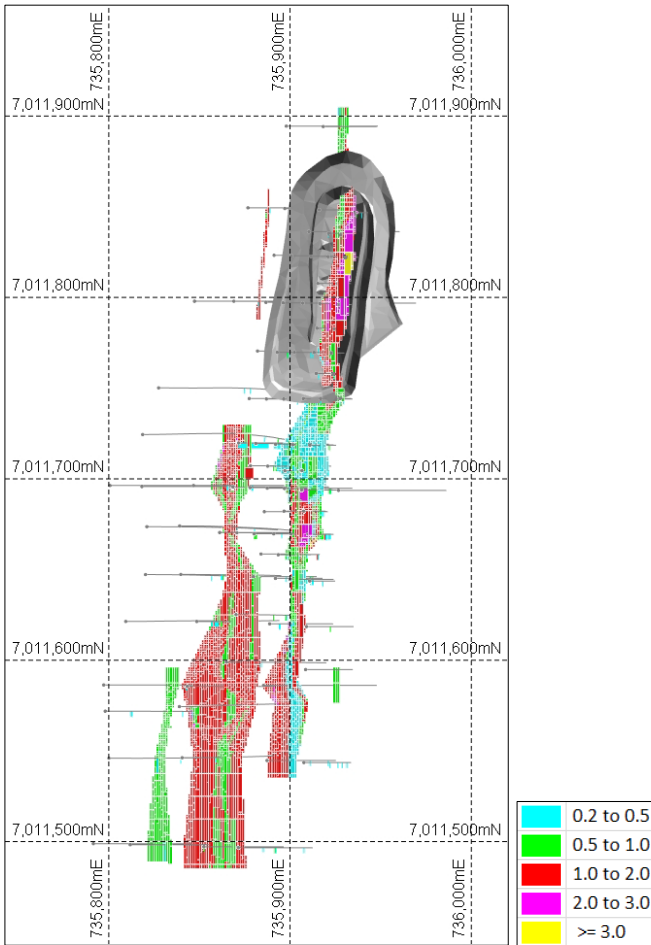 735,800mE
735,900mE
736,000mE
7,011,900mN
7,011,900mN
7,011,800mN
7,011,800mN
7,011,700mN
7,011,700mN
7,011,600mN
7,011,600mN
7,011,500mN
7,011,500mN
735,800mE
735,900mE
736,000mE
0.2 to 0.5
0.5 to 1.0
1.0 to 2.0
2.0 to 3.0
>= 3.0